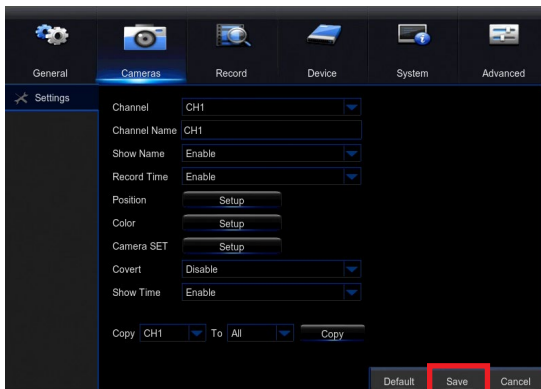 General Cameras Record Device System Advanced
Settings
Channel CH1
Channel Name CH1
Show Name Enable
Record Time Enable
Position Setup
Color Setup
Camera SET Setup
Covert Disable
Show Time Enable
Copy CH1 To All Copy
Default Save Cancel